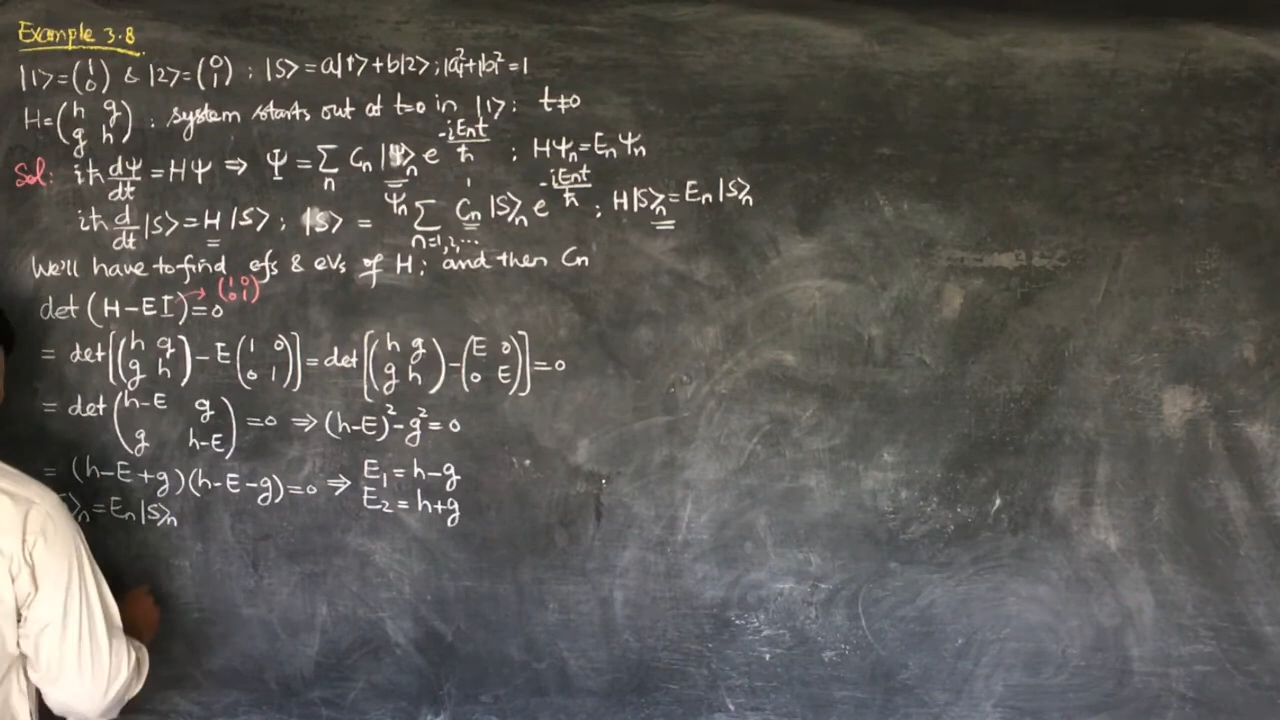 Example 3.8
|1> = (1 0) & |2> = (0 1) : |S> = a|1> + b|2> ; |a|²+|b|²=1
H = (h g g h) : system starts out at t=0 in |1> : t≠0
Sol: iħ dΨ/dt = HΨ ⇒ Ψ = Σn Cn |Ψ>n e^(-iEnt/ħ) ; HΨn = EnΨn
Ψn
iħ d/dt |S> = H |S> ; |S> = Σ n=1,2,... Cn |S>n e^(-iEnt/ħ) ; H|S>n = En |S>n
We'll have to find efs & eVs of H : and then Cn
det (H-EI) = 0 → (1 0 0 1)
= det[(h g g h) - E(1 0 0 1)] = det[(h g g h) - (E 0 0 E)] = 0
= det (h-E g g h-E) = 0 ⇒ (h-E)² - g² = 0
= (h-E+g)(h-E-g) = 0 ⇒ E1 = h-g
E2 = h+g
>n = En |S>n